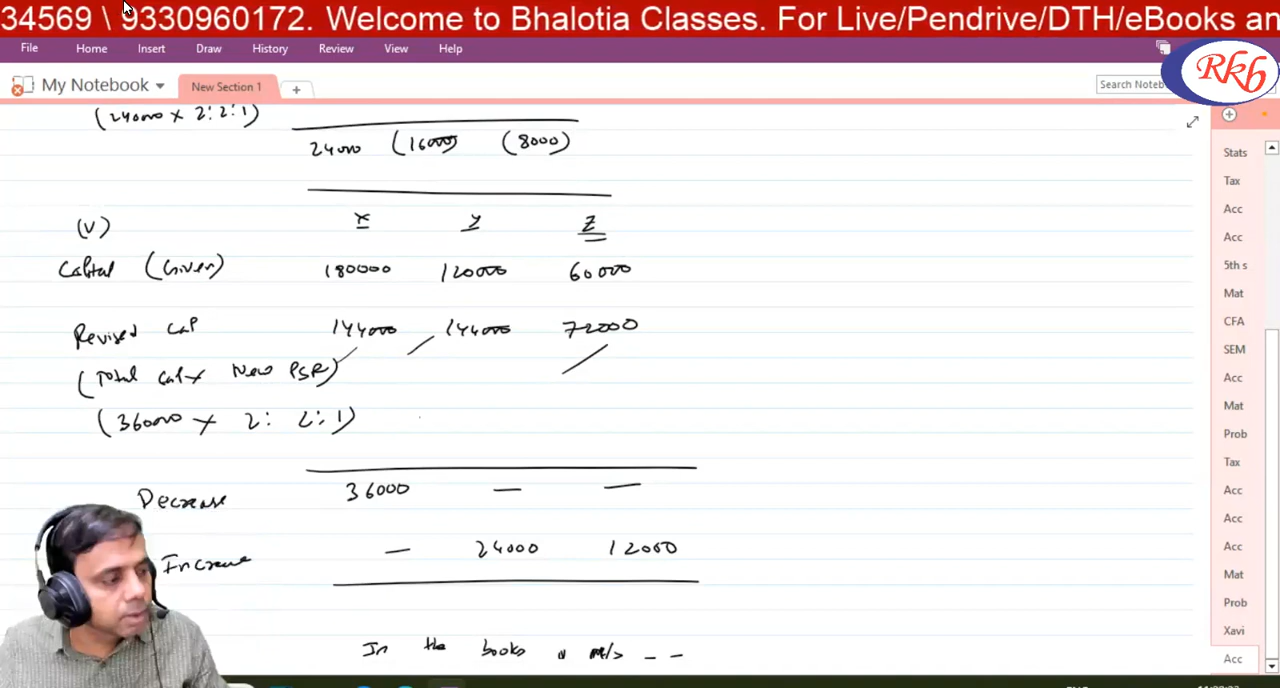 34569 \ 9330960172. Welcome to Bhalotia Classes. For Live/Pendrive/DTH/eBooks an
File Home Insert Draw History Review View Help
Rkb
My Notebook New Section 1 + Search Noteb
(24000 x 2:2:1)
24000 (16000) (8000)
(V) X Y Z
Capital (Given) 180000 120000 60000
Revised Cap 144000 144000 72000
(Total Cap x New PSR)
(360000 x 2: 2: 1)
Decrease 36000 — —
Increase — 24000 12000
In the books M/s – –
Stats
Tax
Acc
Acc
5th s
Mat
CFA
SEM
Acc
Mat
Prob
Tax
Acc
Acc
Acc
Mat
Prob
Xavi
Acc